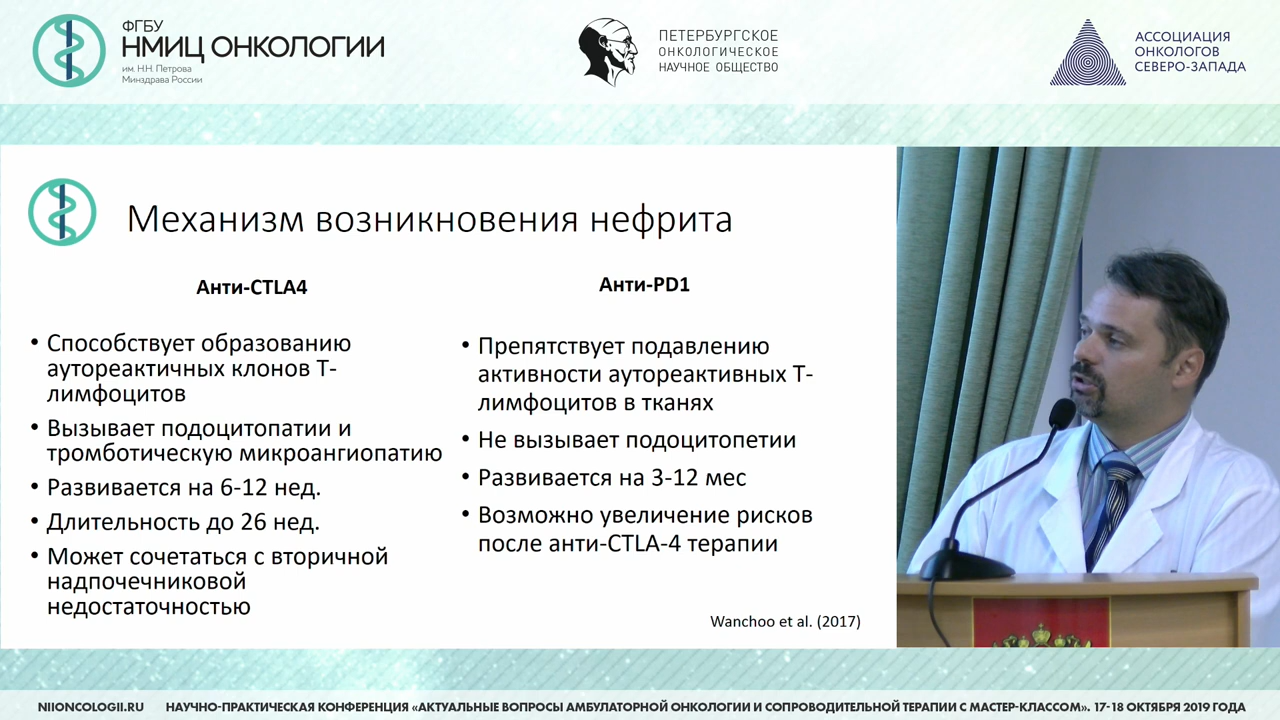 ФГБУ
НМИЦ ОНКОЛОГИИ
им. Н.Н. Петрова
Минздрава России
ПЕТЕРБУРГСКОЕ
ОНКОЛОГИЧЕСКОЕ
НАУЧНОЕ ОБЩЕСТВО
АССОЦИАЦИЯ
ОНКОЛОГОВ
СЕВЕРО-ЗАПАДА
Механизм возникновения нефрита
Анти-CTLA4
• Способствует образованию
аутореактичных клонов Т-
лимфоцитов
• Вызывает подоцитопатии и
тромботическую микроангиопатию
• Развивается на 6-12 нед.
• Длительность до 26 нед.
• Может сочетаться с вторичной
надпочечниковой
недостаточностью
Анти-PD1
• Препятствует подавлению
активности аутореактивных Т-
лимфоцитов в тканях
• Не вызывает подоцитопетии
• Развивается на 3-12 мес
• Возможно увеличение рисков
после анти-CTLA-4 терапии
Wanchoo et al. (2017)
NIIONCOLOGII.RU НАУЧНО-ПРАКТИЧЕСКАЯ КОНФЕРЕНЦИЯ «АКТУАЛЬНЫЕ ВОПРОСЫ АМБУЛАТОРНОЙ ОНКОЛОГИИ И СОПРОВОДИТЕЛЬНОЙ ТЕРАПИИ С МАСТЕР-КЛАССОМ». 17-18 ОКТЯБРЯ 2019 ГОДА